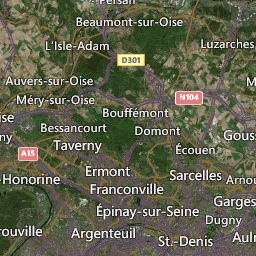 Persan
Beaumont-sur-Oise
L'Isle-Adam
Luzarches
D301
Auvers-sur-Oise
Méry-sur-Oise
N104
Bouffémont
Bessancourt
Domont
Taverny
Écouen
A15
Ermont
Sarcelles
-Honorine
Franconville
Épinay-sur-Seine
Dugny
Argenteuil
St.-Denis